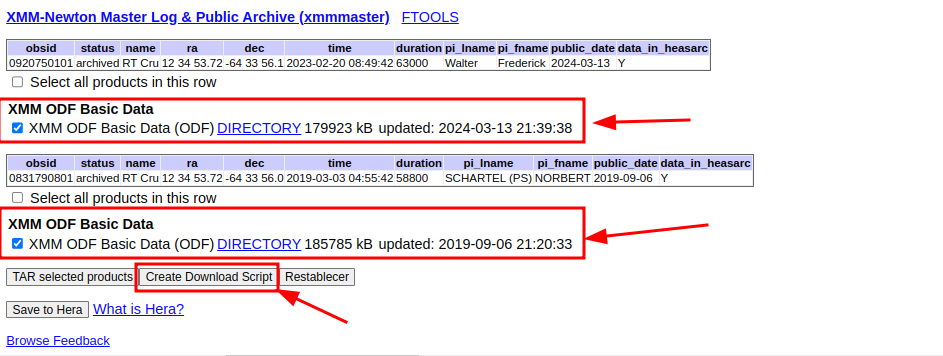 XMM-Newton Master Log & Public Archive (xmmmaster) FTOOLS
obsid status name ra dec time duration pi_lname pi_fname public_date data_in_heasarc
0920750101 archived RT Cru 12 34 53.72 -64 33 56.1 2023-02-20 08:49:42 63000 Walter Frederick 2024-03-13 Y
Select all products in this row
XMM ODF Basic Data
XMM ODF Basic Data (ODF) DIRECTORY 179923 kB updated: 2024-03-13 21:39:38
obsid status name ra dec time duration pi_lname pi_fname public_date data_in_heasarc
0831790801 archived RT Cru 12 34 53.72 -64 33 56.0 2019-03-03 04:55:42 58800 SCHARTEL (PS) NORBERT 2019-09-06 Y
Select all products in this row
XMM ODF Basic Data
XMM ODF Basic Data (ODF) DIRECTORY 185785 kB updated: 2019-09-06 21:20:33
TAR selected products Create Download Script Restablecer
Save to Hera What is Hera?
Browse Feedback